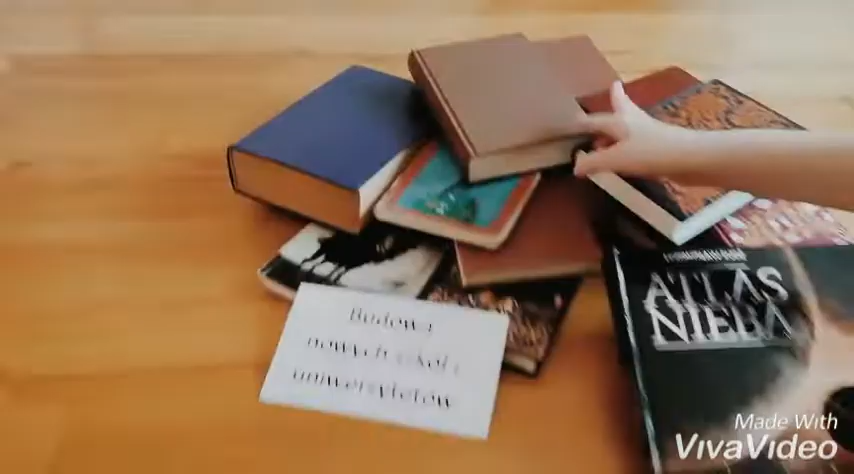 ATLAS
NIEBA
Budowa
nowych szkół i
uniwersytetów
Made With
VivaVideo